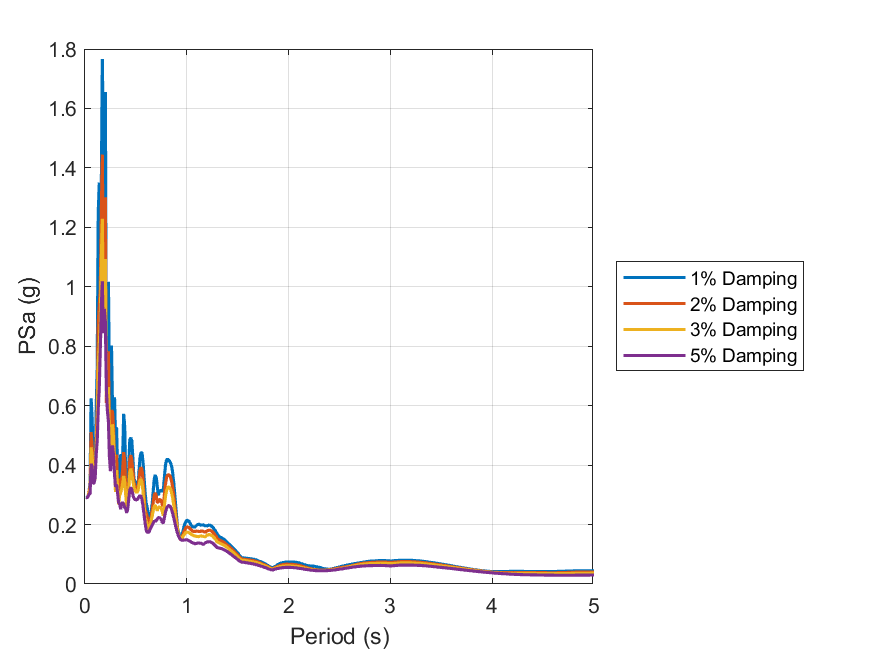 1.8
1.6
1.4
1.2
1
0.8
0.6
0.4
0.2
0
PSa (g)
0 1 2 3 4 5
Period (s)
1% Damping
2% Damping
3% Damping
5% Damping